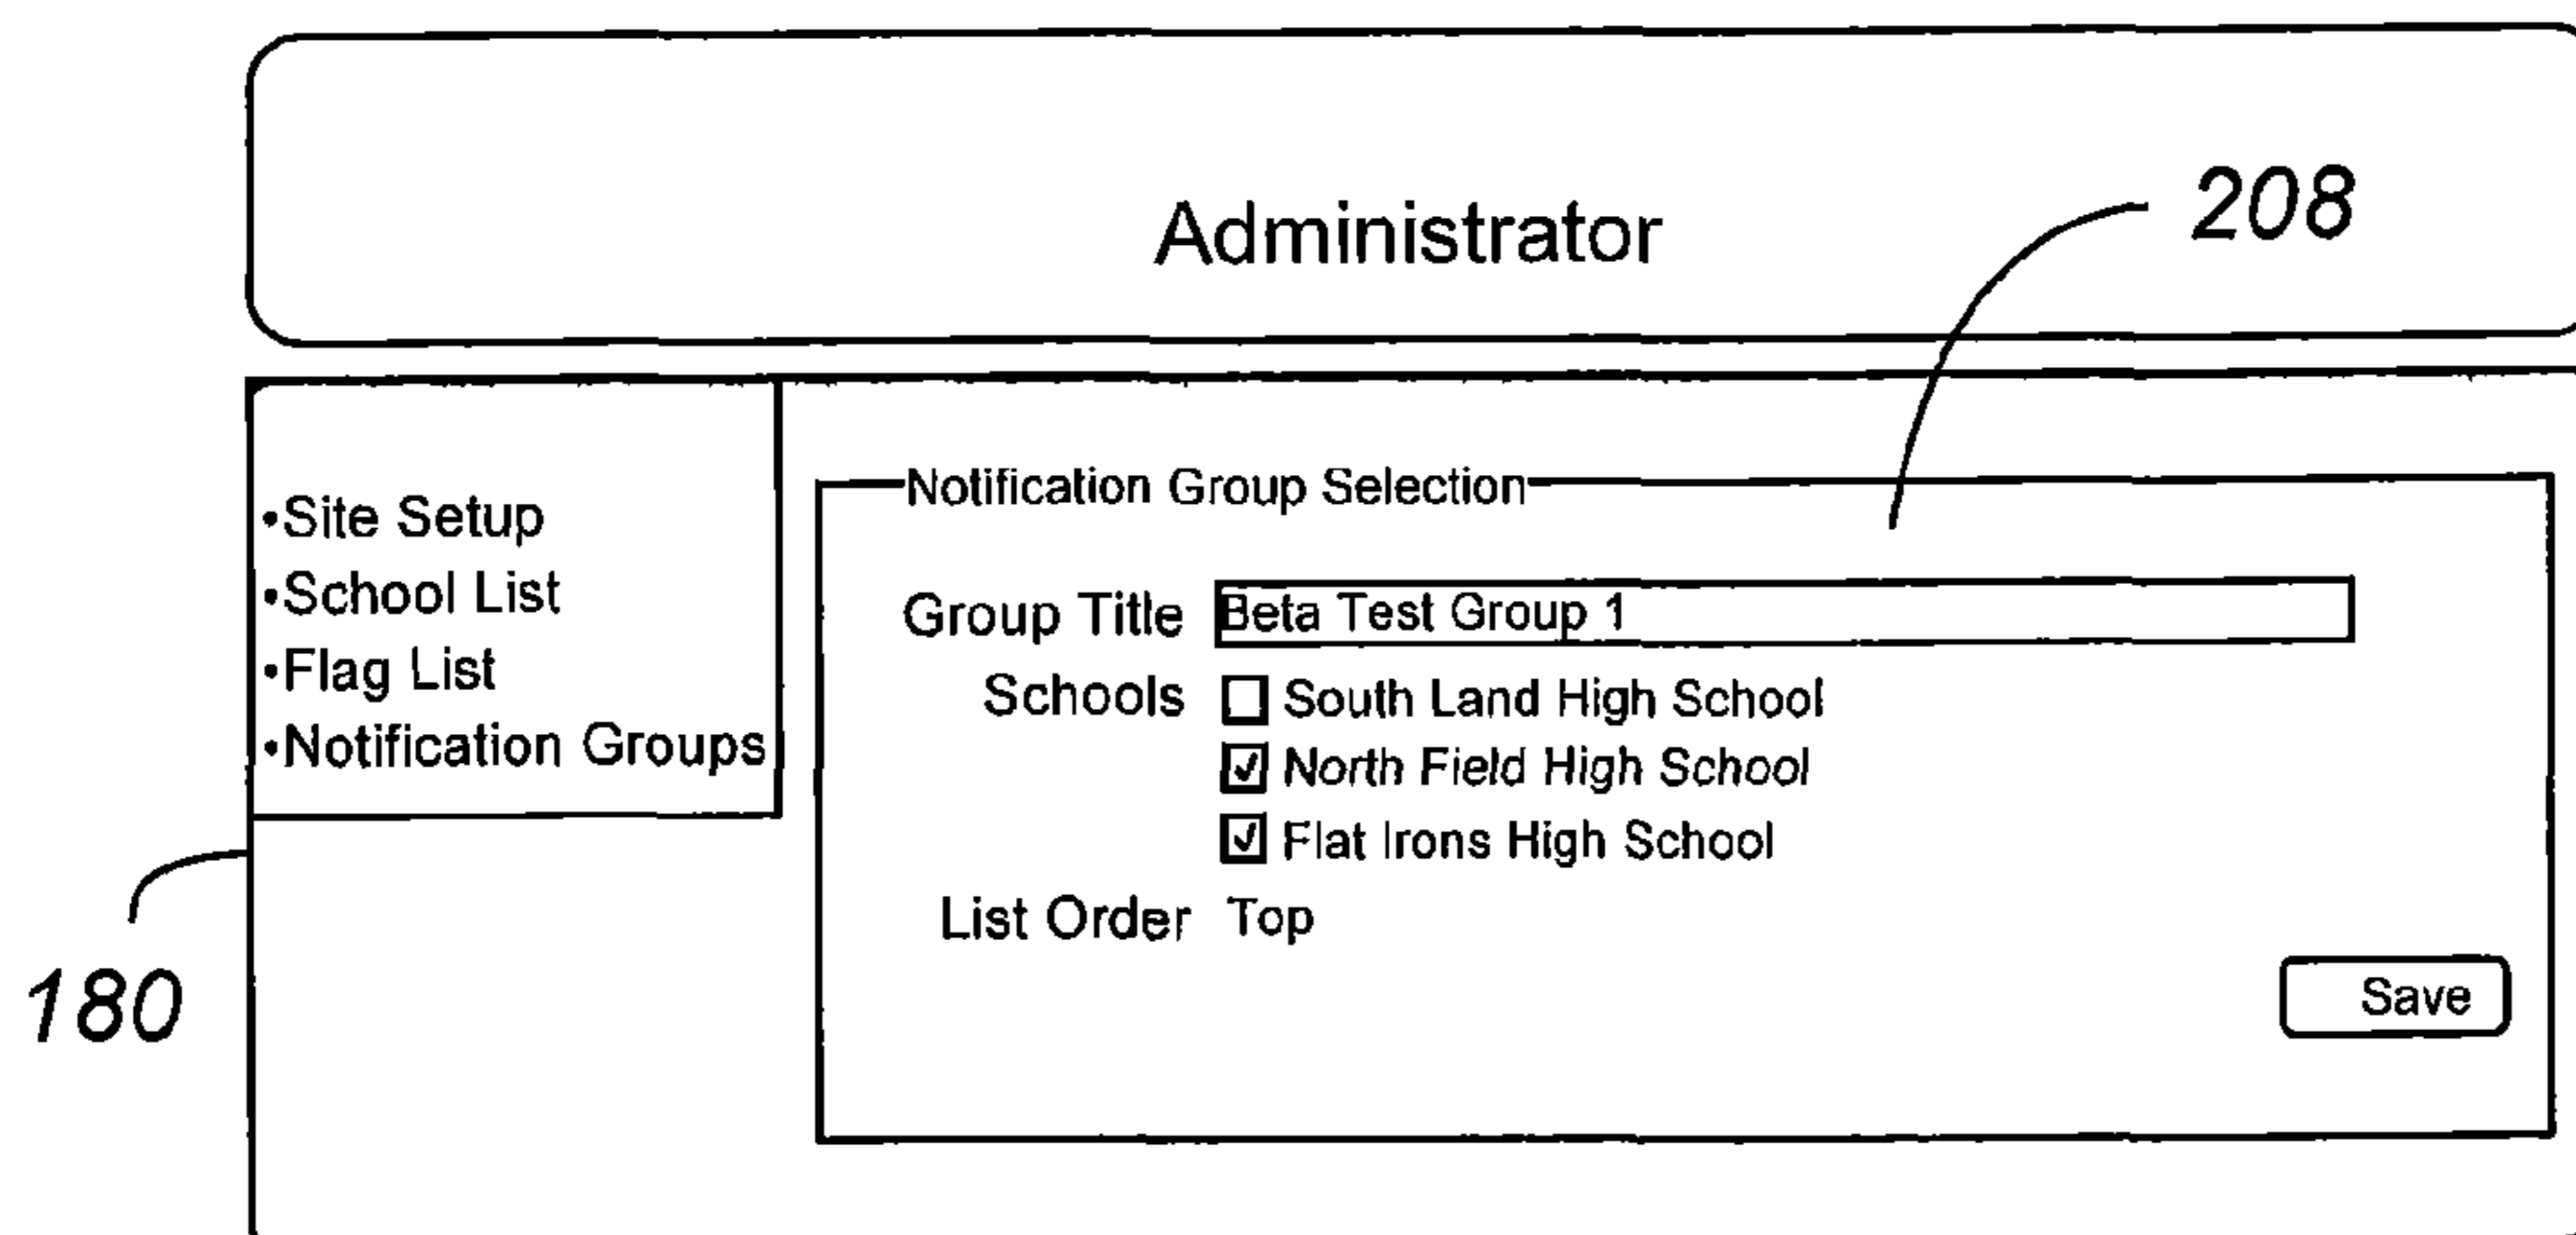 Administrator
208
•Site Setup
•School List
•Flag List
•Notification Groups
180
Notification Group Selection
Group Title Beta Test Group 1
Schools South Land High School
North Field High School
Flat Irons High School
List Order Top
Save